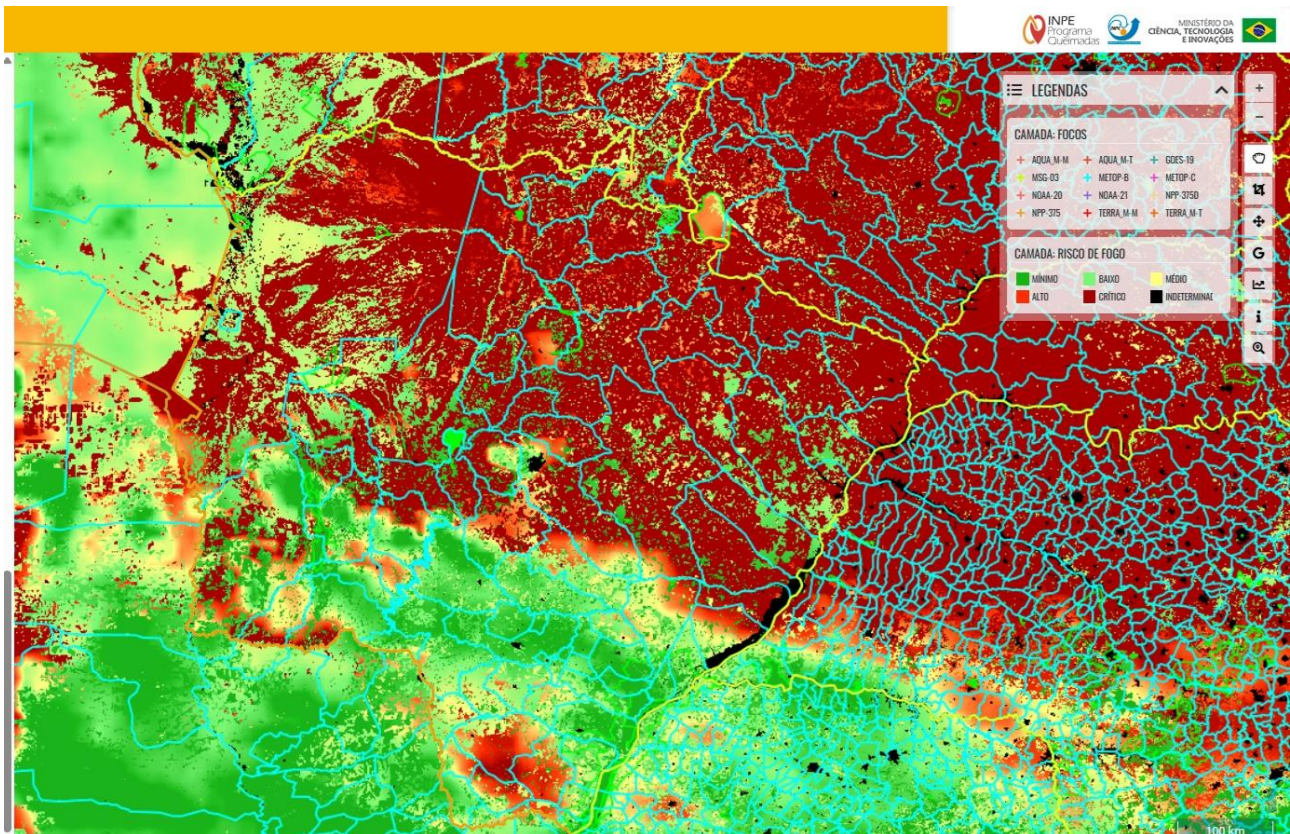 INPE
Programa
Queimadas
INPE
MINISTÉRIO DA
CIÊNCIA, TECNOLOGIA
E INOVAÇÕES
LEGENDAS
CAMADA: FOCOS
AQUA_M-M AQUA_M-T GOES-19
MSG-03 METOP-B METOP-C
NOAA-20 NOAA-21 NPP-375D
NPP-375 TERRA_M-M TERRA_M-T
CAMADA: RISCO DE FOGO
MÍNIMO BAIXO MÉDIO
ALTO CRÍTICO INDETERMINAD
+
−
G
i
100 km